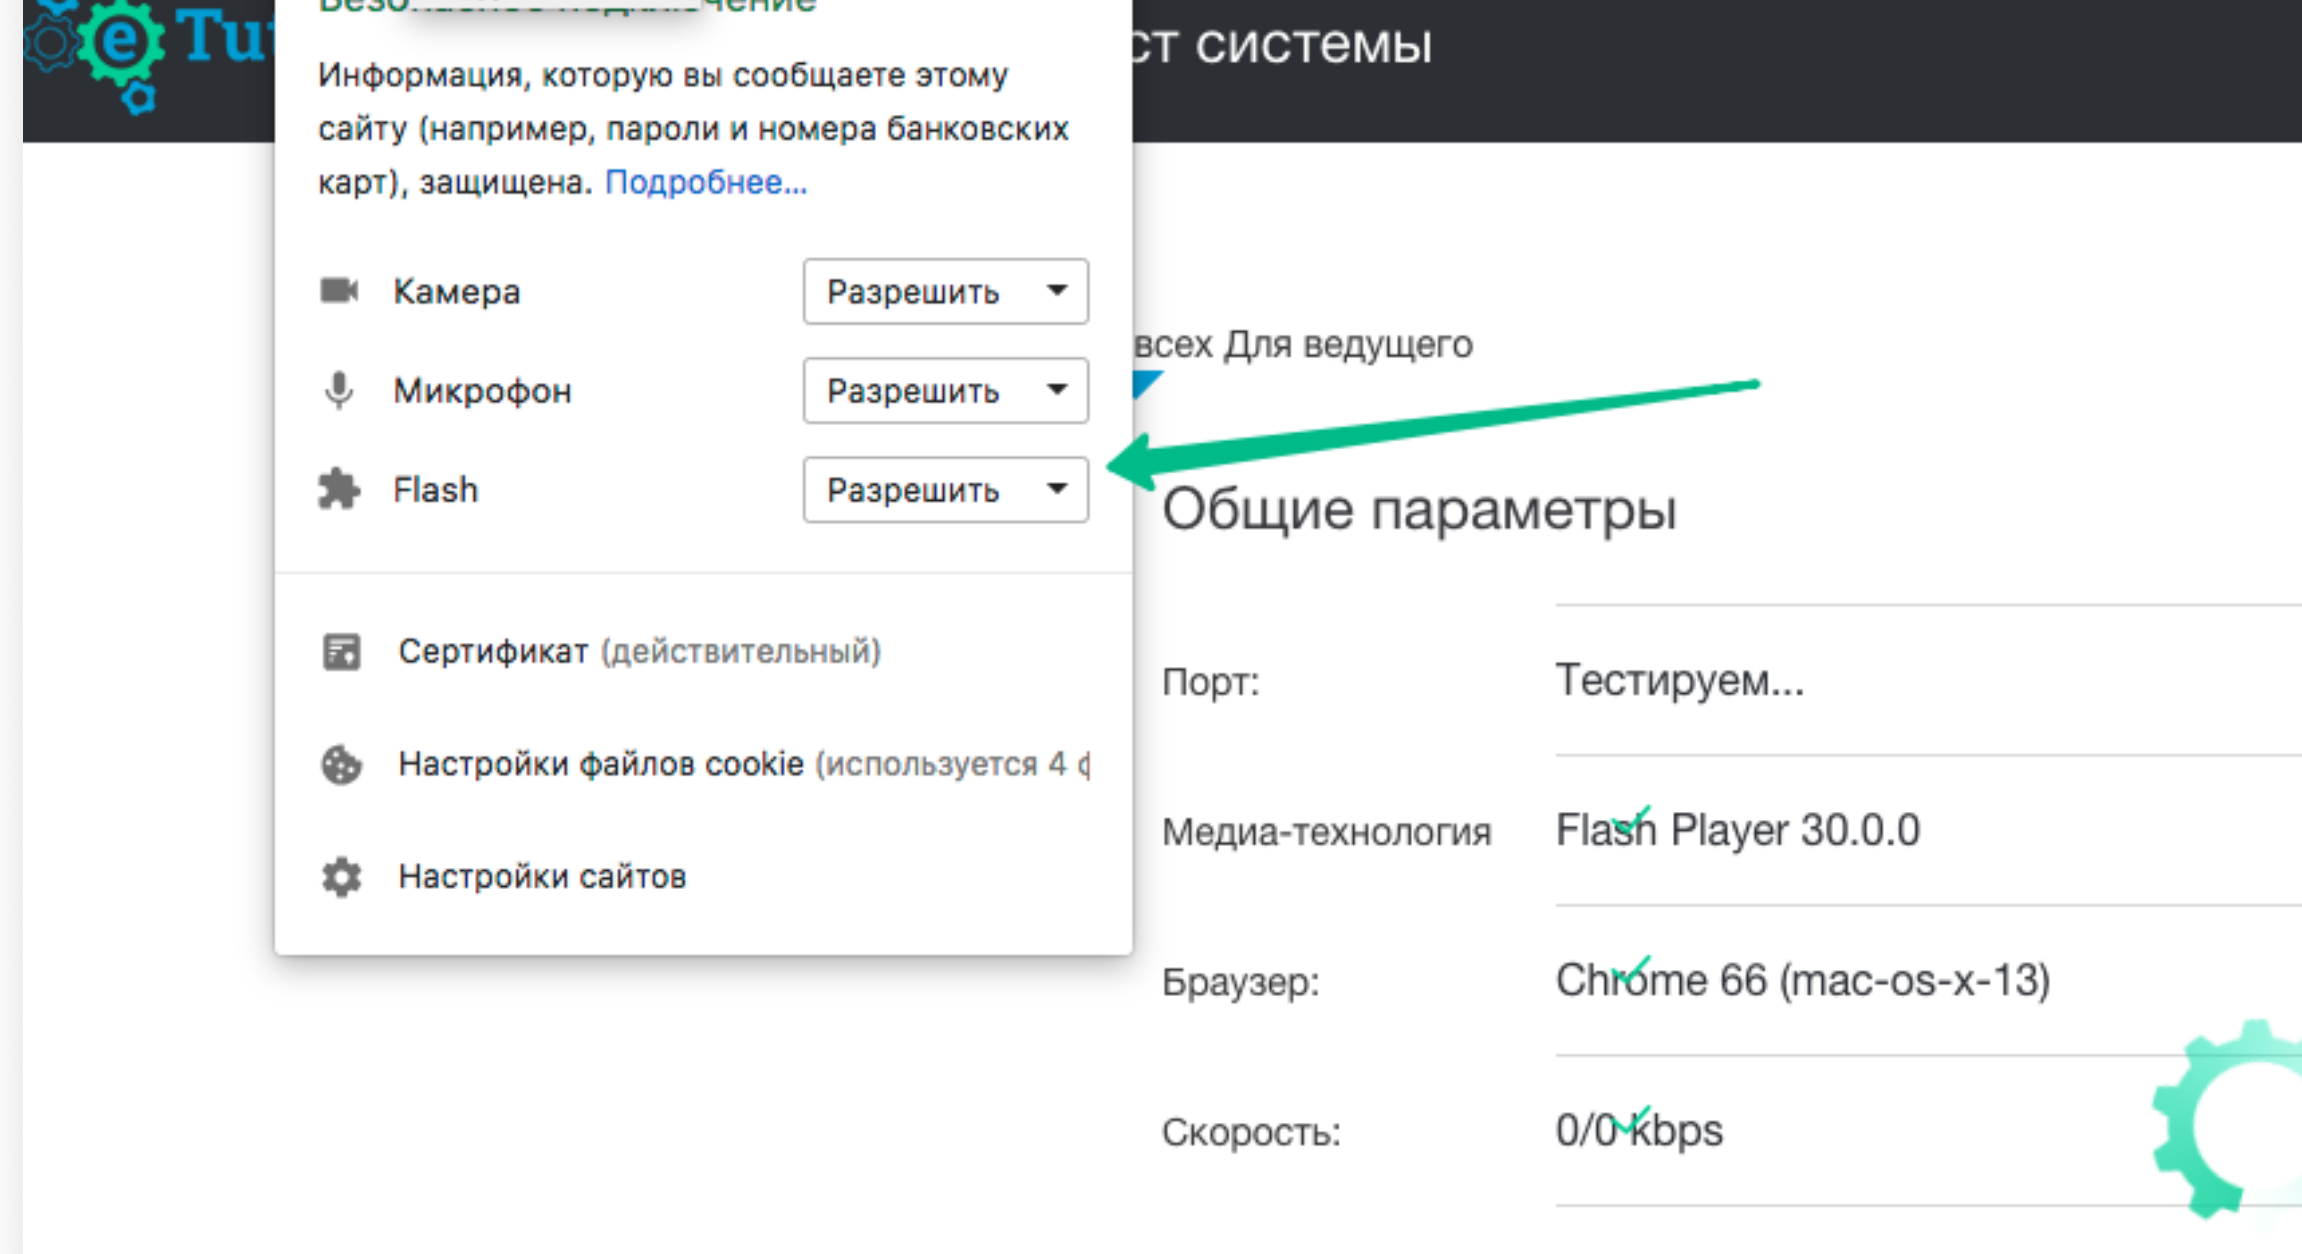 Tu
ст системы
Информация, которую вы сообщаете этому
сайту (например, пароли и номера банковских
карт), защищена. Подробнее...
Камера Разрешить
Микрофон Разрешить
Flash Разрешить
Сертификат (действительный)
Настройки файлов cookie (используется 4
Настройки сайтов
всех Для ведущего
Общие параметры
Порт: Тестируем...
Медиа-технология Flash Player 30.0.0
Браузер: Chrome 66 (mac-os-x-13)
Скорость: 0/0 kbps